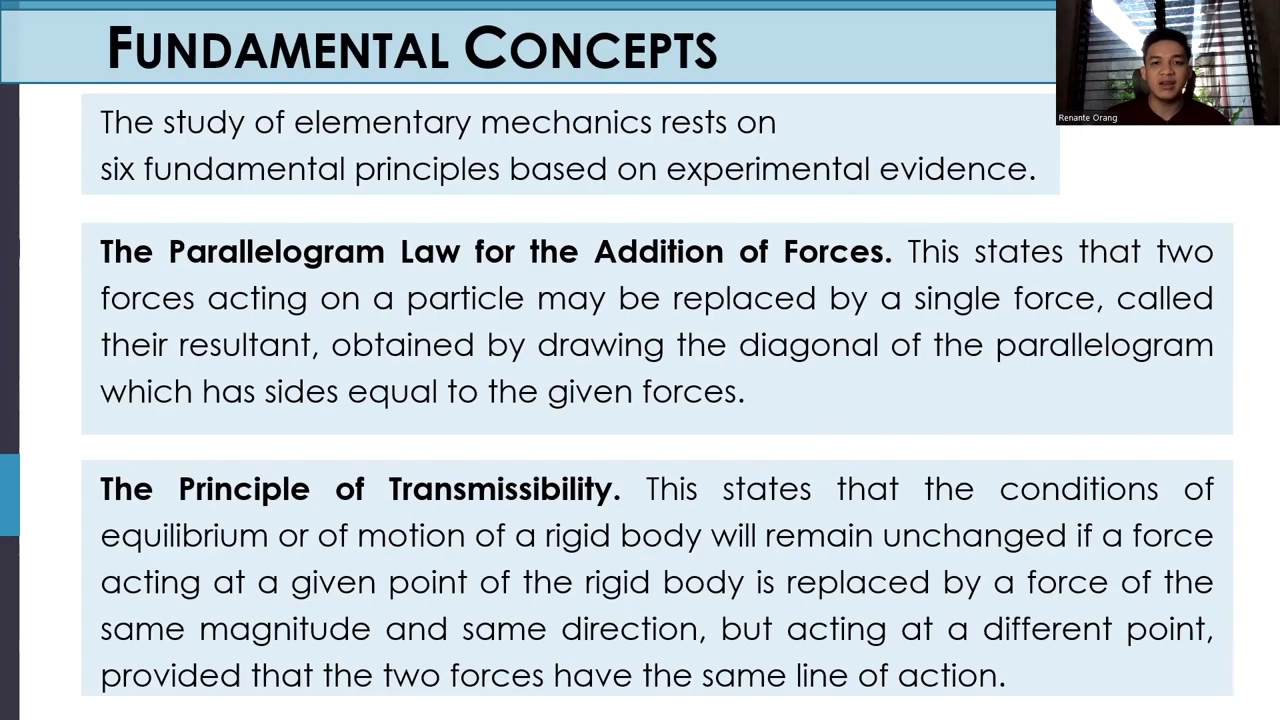 FUNDAMENTAL CONCEPTS
Renante Orang
The study of elementary mechanics rests on
six fundamental principles based on experimental evidence.
The Parallelogram Law for the Addition of Forces. This states that two
forces acting on a particle may be replaced by a single force, called
their resultant, obtained by drawing the diagonal of the parallelogram
which has sides equal to the given forces.
The Principle of Transmissibility. This states that the conditions of
equilibrium or of motion of a rigid body will remain unchanged if a force
acting at a given point of the rigid body is replaced by a force of the
same magnitude and same direction, but acting at a different point,
provided that the two forces have the same line of action.